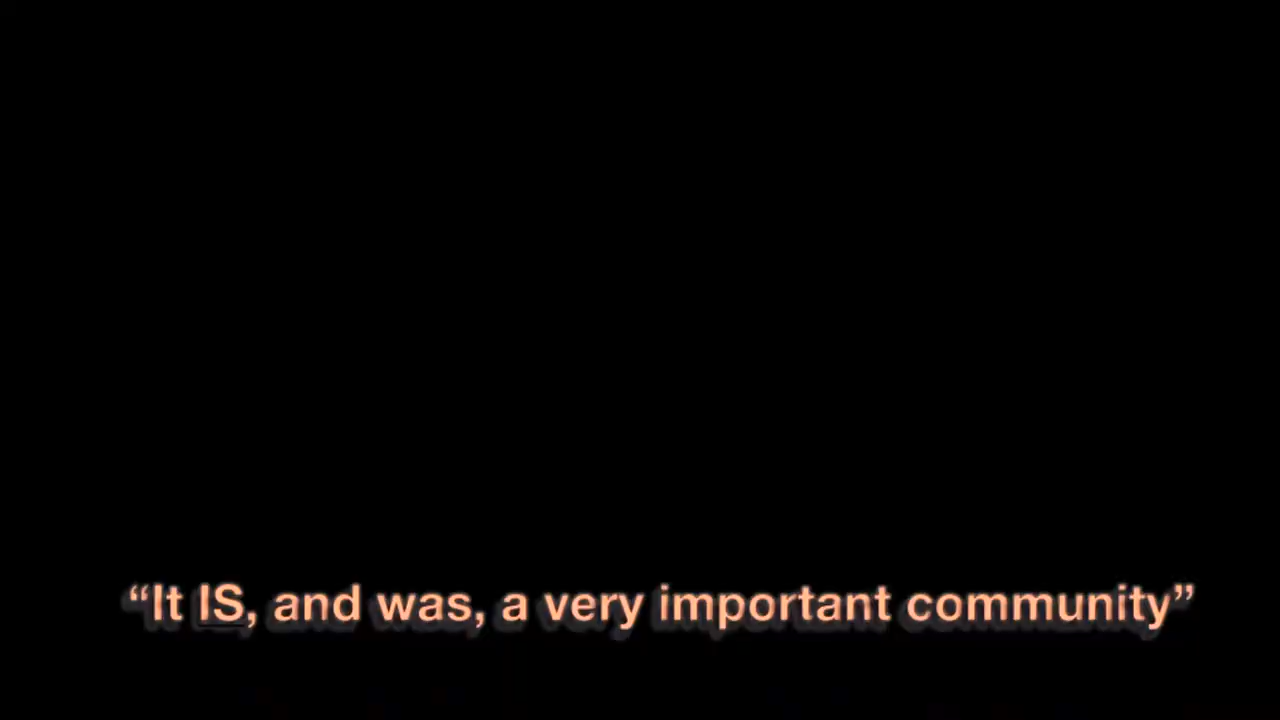 “It IS, and was, a very important community”